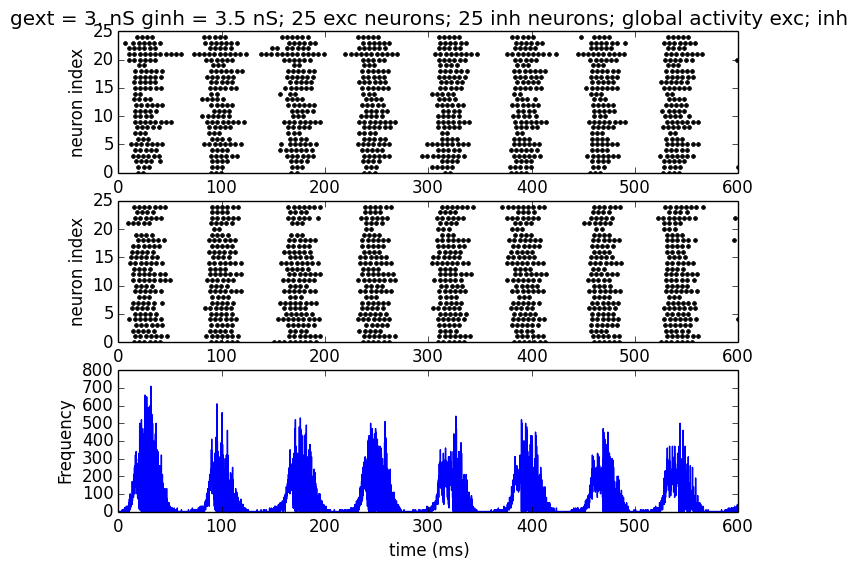 gext = 3. nS ginh = 3.5 nS; 25 exc neurons; 25 inh neurons; global activity exc; inh
25
20
15
10
5
0
neuron index
0 100 200 300 400 500 600
25
20
15
10
5
0
neuron index
0 100 200 300 400 500 600
800
700
600
500
400
300
200
100
0
Frequency
0 100 200 300 400 500 600
time (ms)